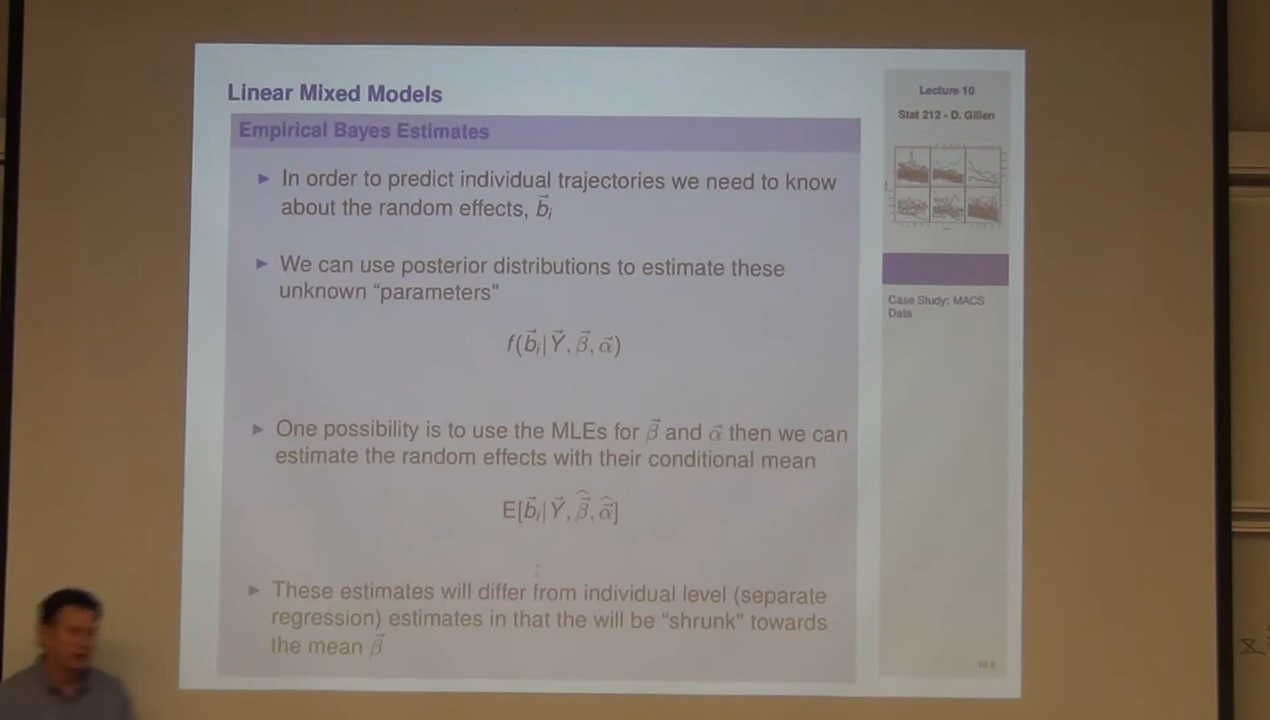 Linear Mixed Models
Empirical Bayes Estimates
► In order to predict individual trajectories we need to know
about the random effects, b⃗ᵢ
► We can use posterior distributions to estimate these
unknown “parameters"
f(b⃗ᵢ|Y⃗, β⃗, α⃗)
► One possibility is to use the MLEs for β⃗ and α⃗ then we can
estimate the random effects with their conditional mean
E[b⃗ᵢ|Y⃗, β⃗̂, α⃗̂]
► These estimates will differ from individual level (separate
regression) estimates in that the will be “shrunk" towards
the mean β⃗
Lecture 10
Stat 212 - D. Gillen
Case Study: MACS
Data